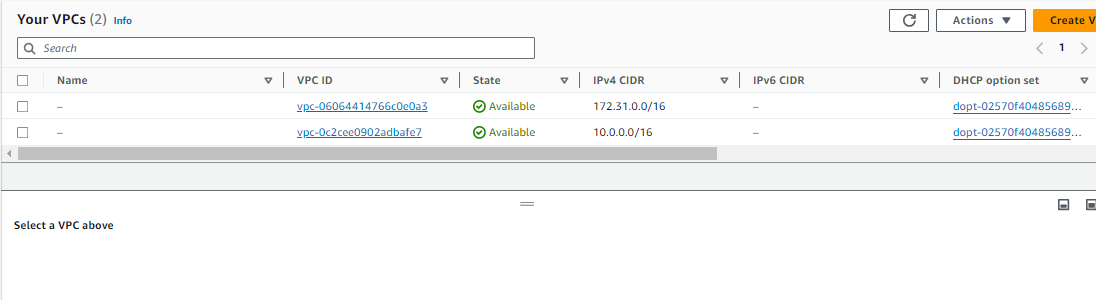 Your VPCs (2) Info
Actions
Create V
Search
1
Name VPC ID State IPv4 CIDR IPv6 CIDR DHCP option set
– vpc-06064414766c0e0a3 Available 172.31.0.0/16 – dopt-02570f40485689...
– vpc-0c2cee0902adbafe7 Available 10.0.0.0/16 – dopt-02570f40485689...
Select a VPC above